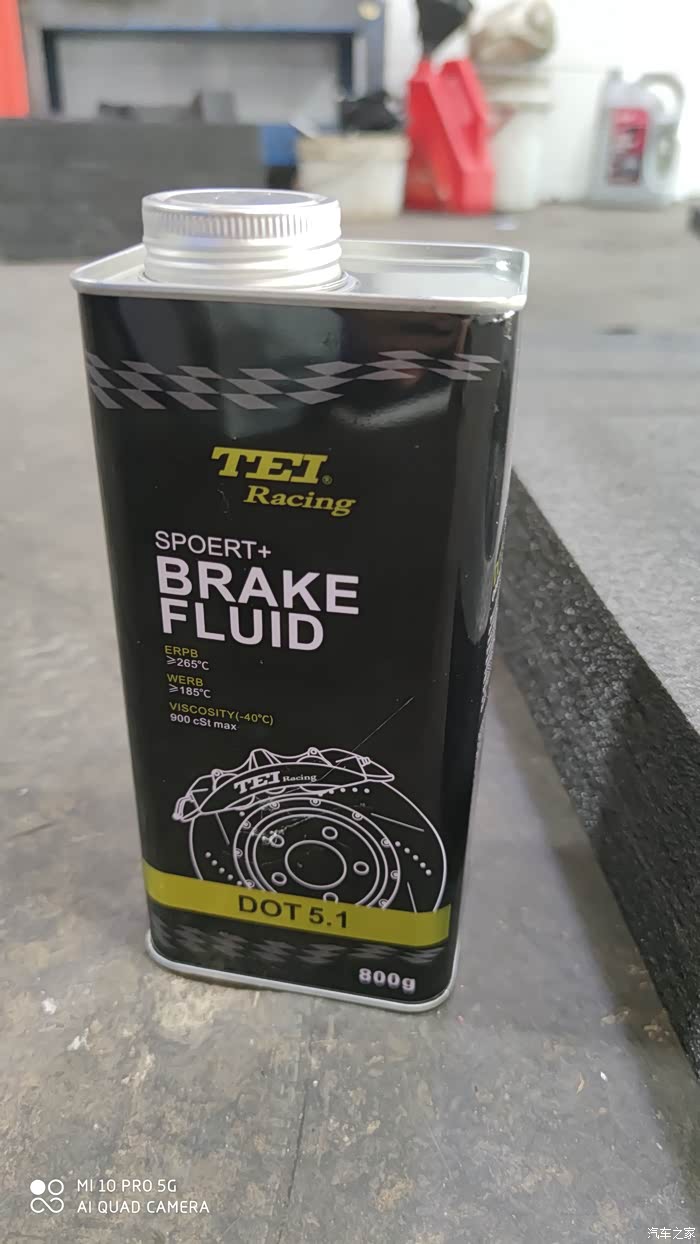 TEI®
Racing
SPOERT+
BRAKE
FLUID
ERPB
≥265℃
WERB
≥185℃
VISCOSITY(-40℃)
900 cSt max
TEI Racing
DOT 5.1
800g
MI 10 PRO 5G
AI QUAD CAMERA
汽车之家